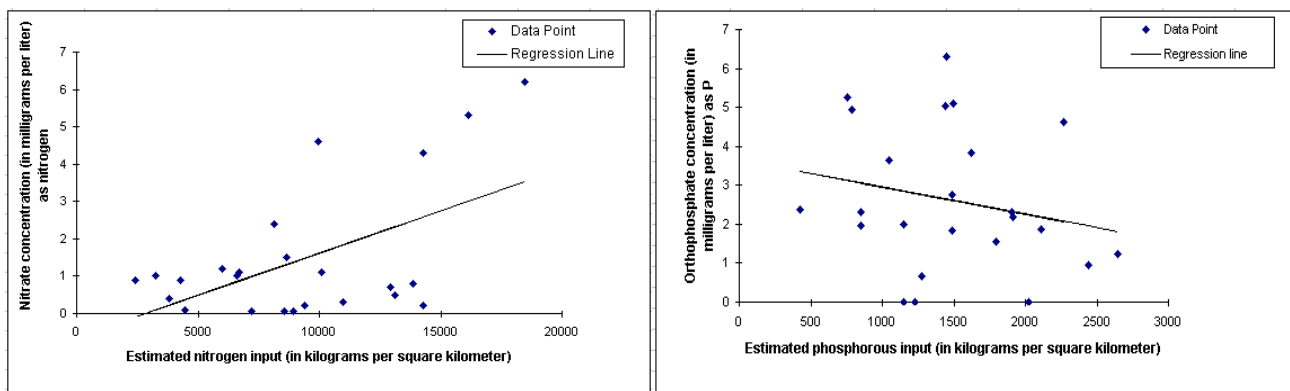 Data Point
Regression Line
Nitrate concentration (in milligrams per liter)
as nitrogen
7
6
5
4
3
2
1
0
0 5000 10000 15000 20000
Estimated nitrogen input (in kilograms per square kilometer)
Data Point
Regression line
Orthophosphate concentration (in
milligrams per liter) as P
7
6
5
4
3
2
1
0
0 500 1000 1500 2000 2500 3000
Estimated phosphorous input (in kilograms per square kilometer)